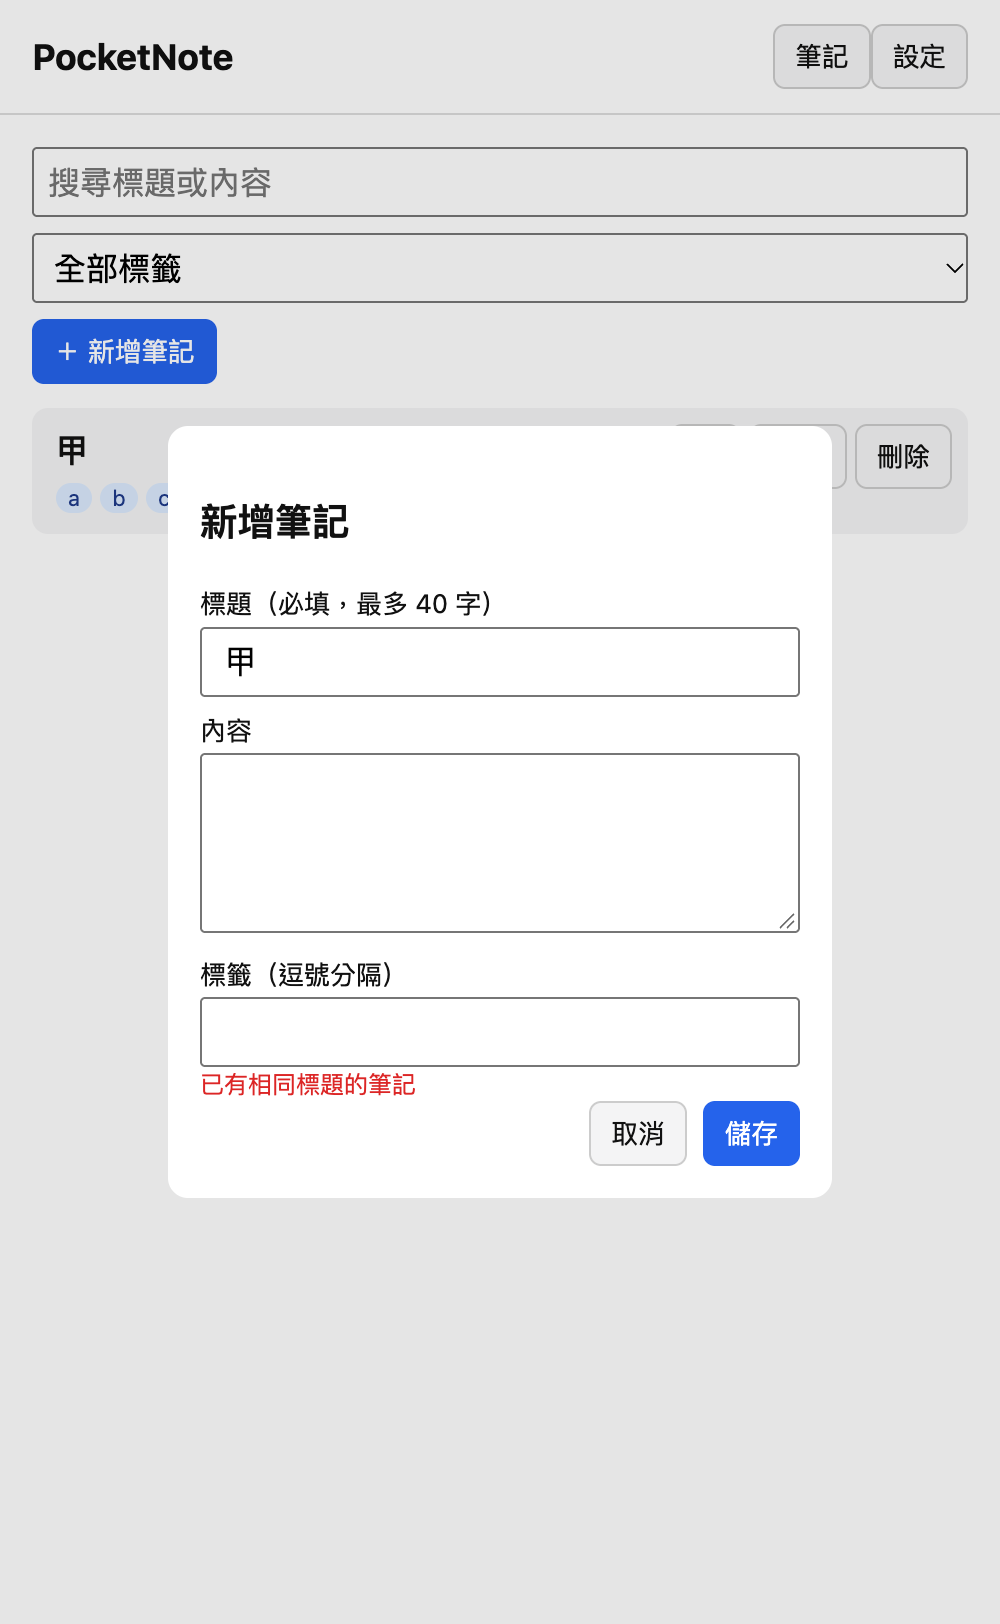 PocketNote
筆記 設定
搜尋標題或內容
全部標籤
＋ 新增筆記
甲
刪除
a b c
新增筆記
標題（必填，最多 40 字）
甲
內容
標籤（逗號分隔）
已有相同標題的筆記
取消 儲存